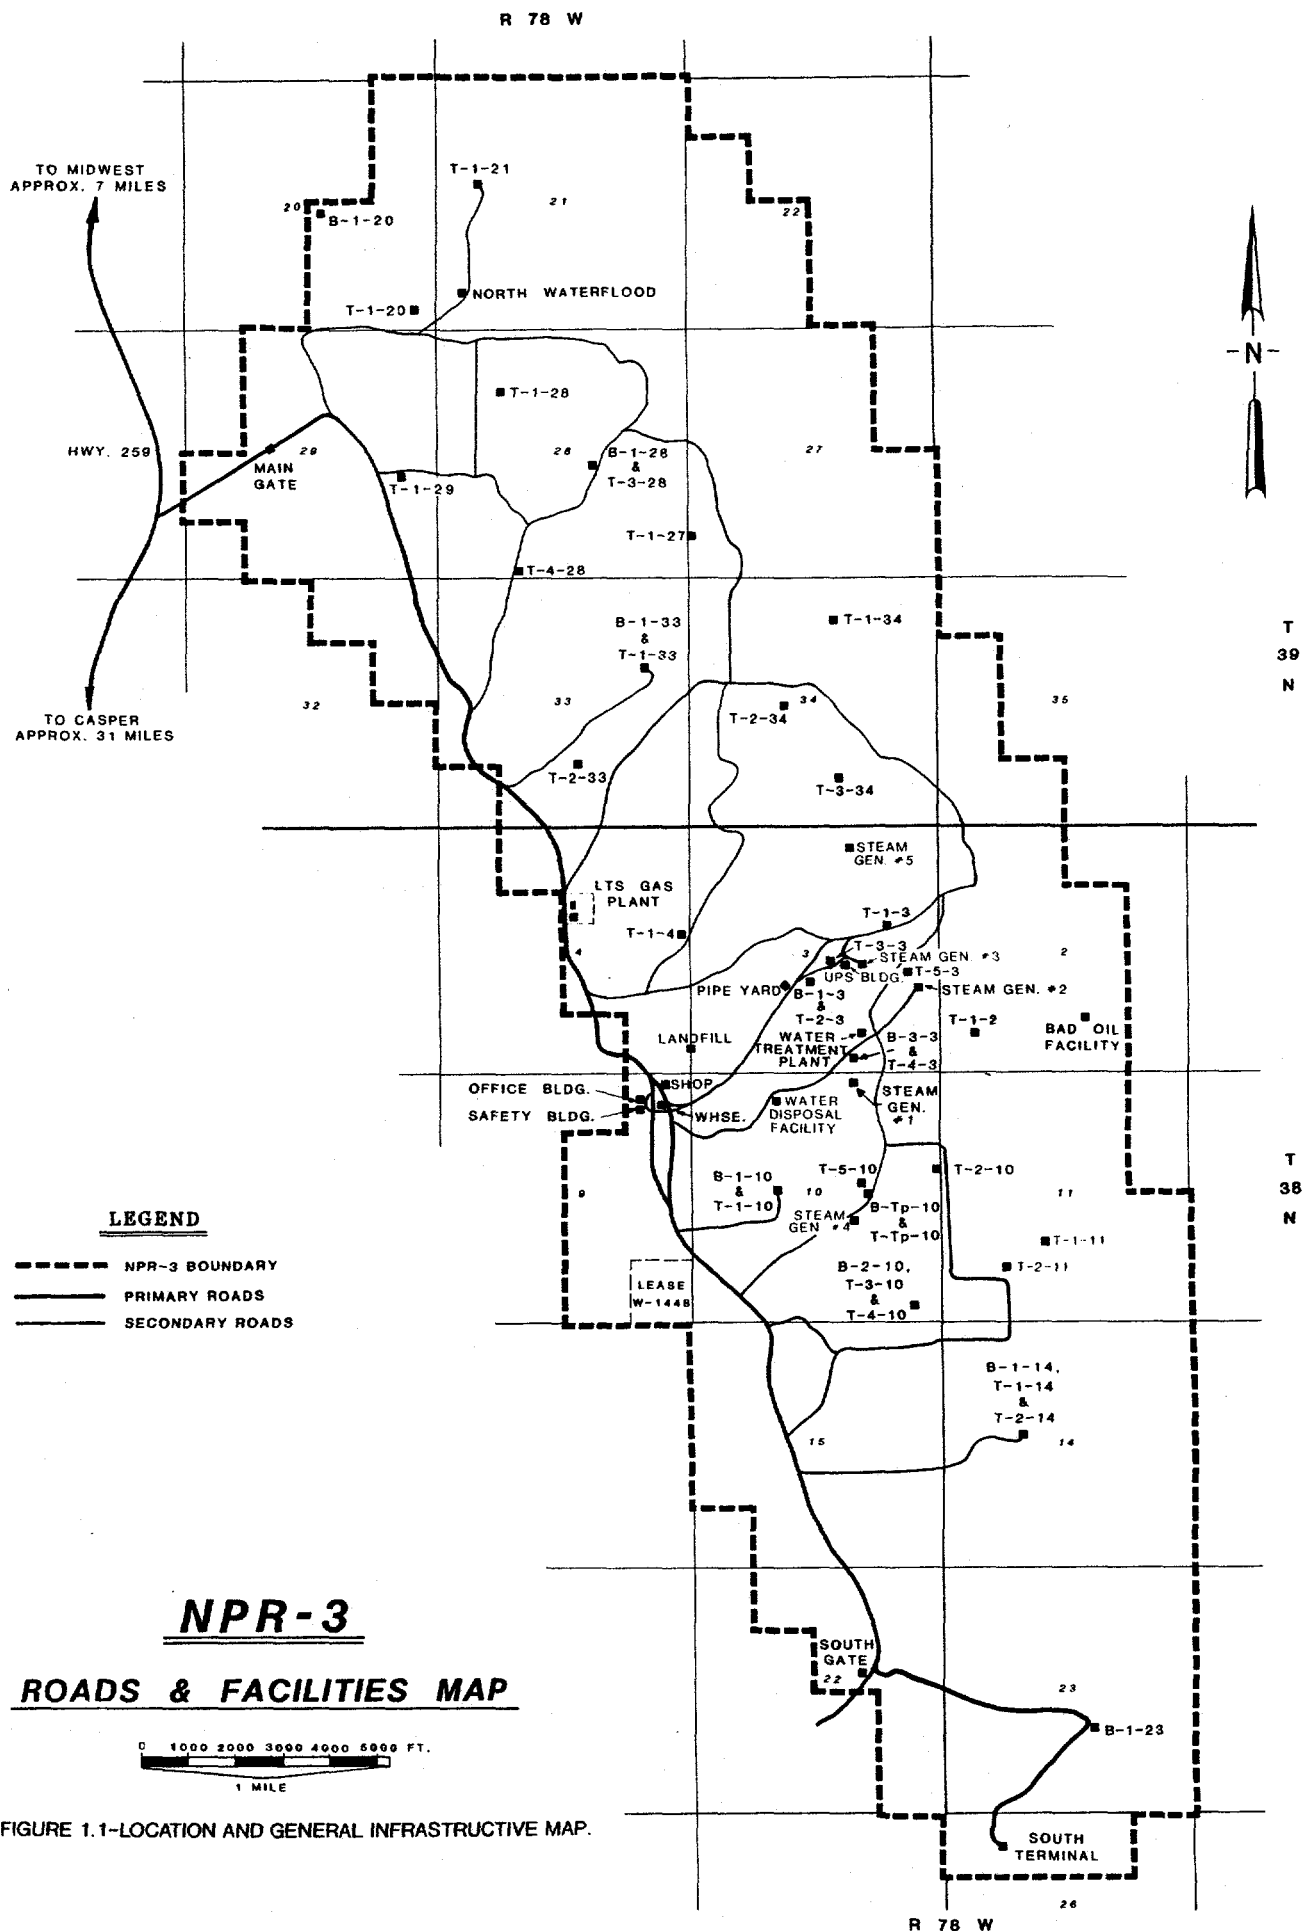 R 78 W
TO MIDWEST
APPROX. 7 MILES
T-1-21
20
B-1-20
21
22
T-1-20
NORTH WATERFLOOD
N
T-1-28
HWY. 259
MAIN
GATE
29
T-1-29
28
B-1-28
&
T-3-28
27
T-1-27
T-4-28
B-1-33
&
T-1-33
T-1-34
T
39
N
32
33
34
35
T-2-34
TO CASPER
APPROX. 31 MILES
T-2-33
T-3-34
STEAM
GEN. #5
LTS GAS
PLANT
T-1-4
T-1-3
4
3
2
T-3-3
STEAM GEN. #3
UPS BLDG.
T-5-3
PIPE YARD
B-1-3
&
T-2-3
STEAM GEN. #2
LANDFILL
WATER
TREATMENT
PLANT
B-3-3
&
T-4-3
T-1-2
BAD OIL
FACILITY
OFFICE BLDG.
SAFETY BLDG.
SHOP
WHSE.
WATER
DISPOSAL
FACILITY
STEAM
GEN.
#1
9
B-1-10
&
T-1-10
10
T-5-10
T-2-10
11
T
38
N
STEAM
GEN #4
B-Tp-10
&
T-Tp-10
T-1-11
T-2-11
B-2-10,
T-3-10
&
T-4-10
LEASE
W-1448
LEGEND
NPR-3 BOUNDARY
PRIMARY ROADS
SECONDARY ROADS
B-1-14,
T-1-14
&
T-2-14
15
14
NPR-3
ROADS & FACILITIES MAP
0 1000 2000 3000 4000 5000 FT.
1 MILE
SOUTH
GATE
22
23
B-1-23
SOUTH
TERMINAL
26
R 78 W
FIGURE 1.1-LOCATION AND GENERAL INFRASTRUCTIVE MAP.